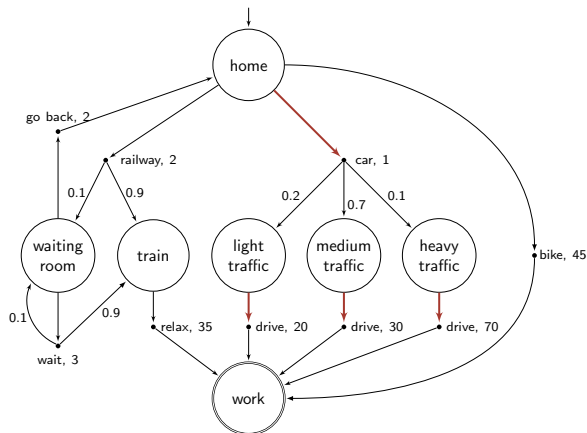 home
go back, 2
railway, 2
car, 1
0.1
0.9
0.2
0.7
0.1
waiting
room
train
light
traffic
medium
traffic
heavy
traffic
bike, 45
0.1
0.9
relax, 35
drive, 20
drive, 30
drive, 70
wait, 3
work